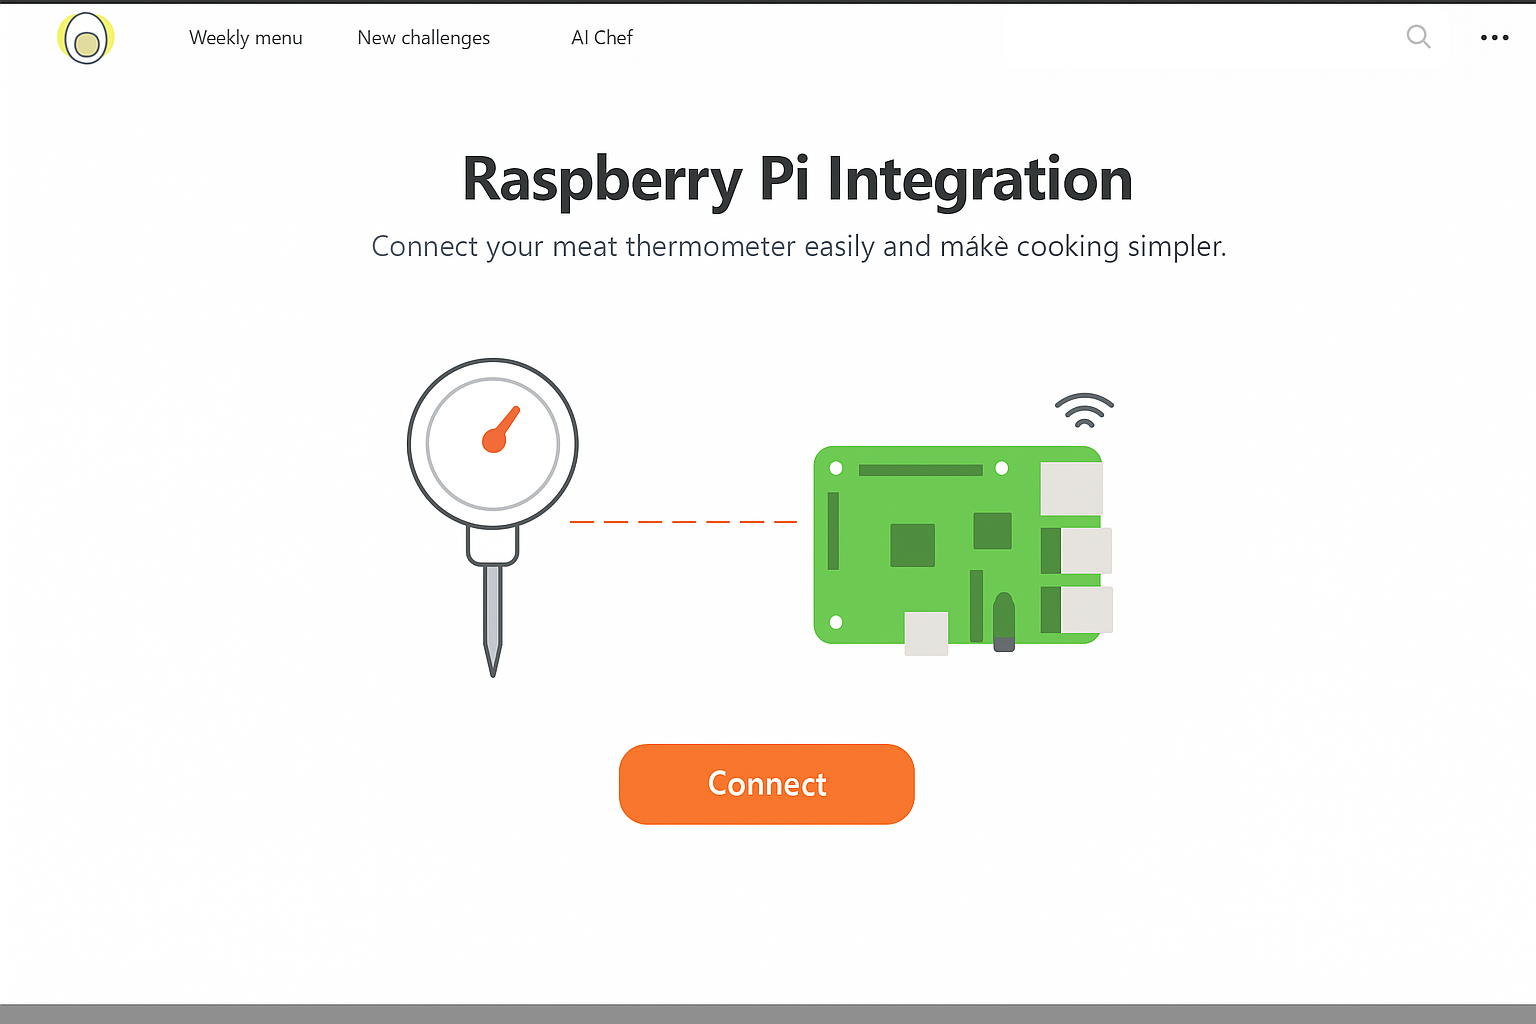 Weekly menu
New challenges
AI Chef
Raspberry Pi Integration
Connect your meat thermometer easily and mákè cooking simpler.
Connect